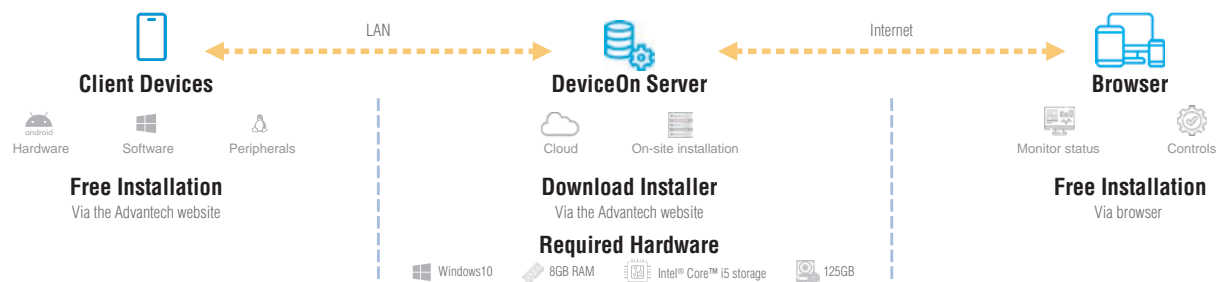 LAN
Internet
Client Devices
DeviceOn Server
Browser
android
Hardware
Software
Peripherals
Cloud
On-site installation
Monitor status
Controls
Free Installation
Via the Advantech website
Download Installer
Via the Advantech website
Free Installation
Via browser
Required Hardware
Windows10
8GB RAM
Intel® Core™ i5 storage
125GB